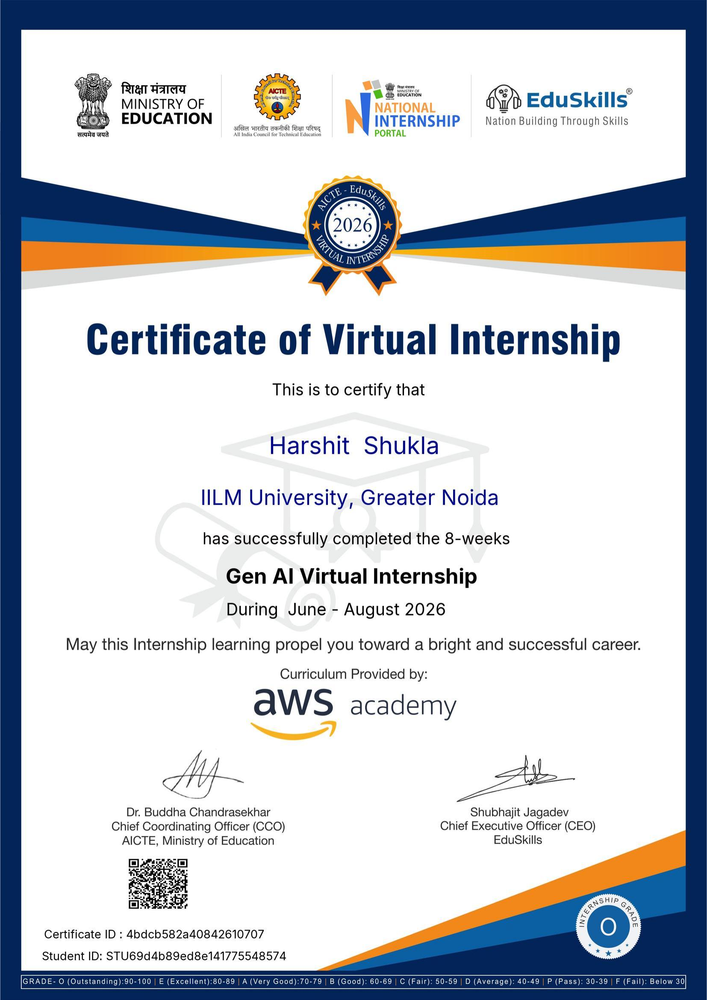 शिक्षा मंत्रालय
MINISTRY OF
EDUCATION
सत्यमेव जयते
All India Council for Technical Education
AICTE
अखिल भारतीय तकनीकी शिक्षा परिषद्
All India Council for Technical Education
शिक्षा मंत्रालय
MINISTRY OF
EDUCATION
NATIONAL
INTERNSHIP
PORTAL
EduSkills®
Nation Building Through Skills
AICTE - EduSkills
2026
VIRTUAL INTERNSHIP
Certificate of Virtual Internship
This is to certify that
Harshit Shukla
IILM University, Greater Noida
has successfully completed the 8-weeks
Gen AI Virtual Internship
During June - August 2026
May this Internship learning propel you toward a bright and successful career.
Curriculum Provided by:
aws academy
Dr. Buddha Chandrasekhar
Chief Coordinating Officer (CCO)
AICTE, Ministry of Education
Shubhajit Jagadev
Chief Executive Officer (CEO)
EduSkills
Certificate ID : 4bdcb582a40842610707
Student ID: STU69d4b89ed8e141775548574
INTERNSHIP GRADE
O
GRADE- O (Outstanding):90-100 | E (Excellent):80-89 | A (Very Good):70-79 | B (Good): 60-69 | C (Fair): 50-59 | D (Average): 40-49 | P (Pass): 30-39 | F (Fail): Below 30